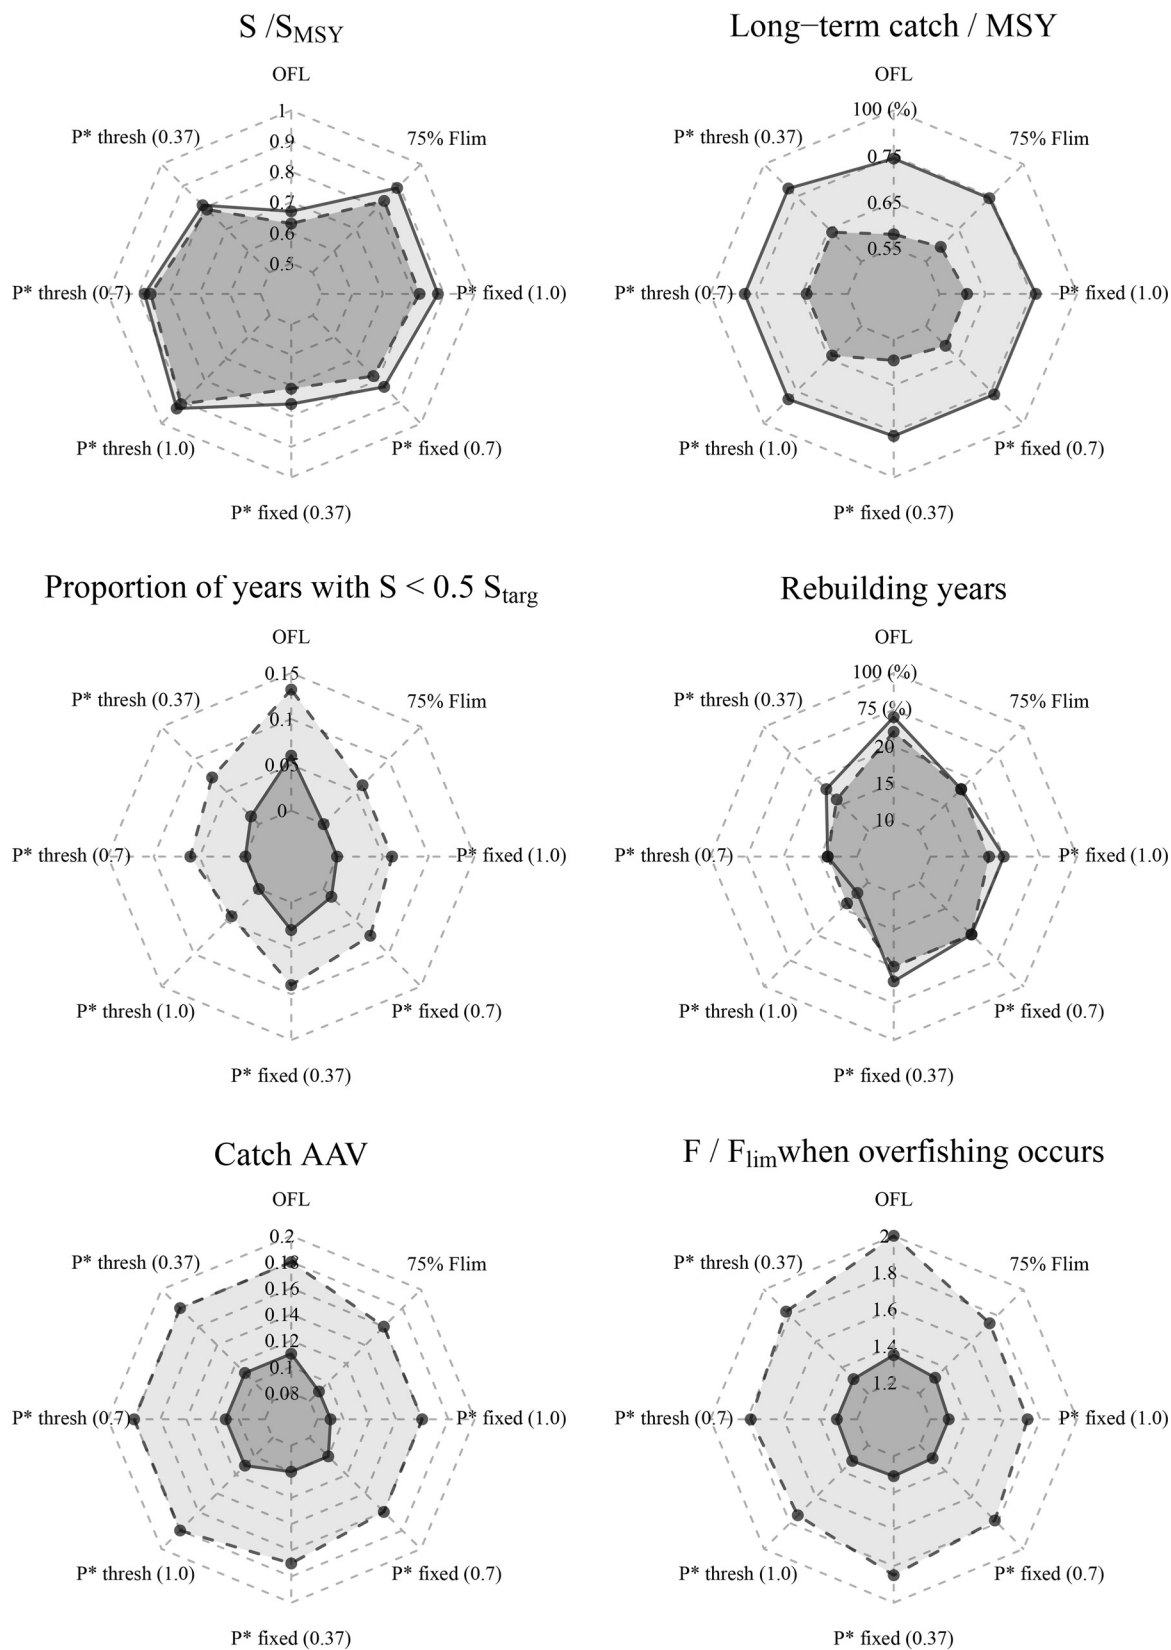 S /SMSY
Long−term catch / MSY
OFL
OFL
1
100 (%)
P* thresh (0.37)
75% Flim
P* thresh (0.37)
75% Flim
0.9
0.75
0.8
0.7
0.65
0.6
0.55
0.5
P* thresh (0.7)
P* fixed (1.0)
P* thresh (0.7)
P* fixed (1.0)
P* thresh (1.0)
P* fixed (0.7)
P* thresh (1.0)
P* fixed (0.7)
P* fixed (0.37)
P* fixed (0.37)
Proportion of years with S < 0.5 Starg
Rebuilding years
OFL
OFL
0.15
100 (%)
P* thresh (0.37)
75% Flim
P* thresh (0.37)
75% Flim
0.1
75 (%)
20
0.05
15
0
10
P* thresh (0.7)
P* fixed (1.0)
P* thresh (0.7)
P* fixed (1.0)
P* thresh (1.0)
P* fixed (0.7)
P* thresh (1.0)
P* fixed (0.7)
P* fixed (0.37)
P* fixed (0.37)
Catch AAV
F / Flimwhen overfishing occurs
OFL
OFL
0.2
2
P* thresh (0.37)
75% Flim
P* thresh (0.37)
75% Flim
0.18
1.8
0.16
0.14
1.6
0.12
1.4
0.1
1.2
0.08
P* thresh (0.7)
P* fixed (1.0)
P* thresh (0.7)
P* fixed (1.0)
P* thresh (1.0)
P* fixed (0.7)
P* thresh (1.0)
P* fixed (0.7)
P* fixed (0.37)
P* fixed (0.37)